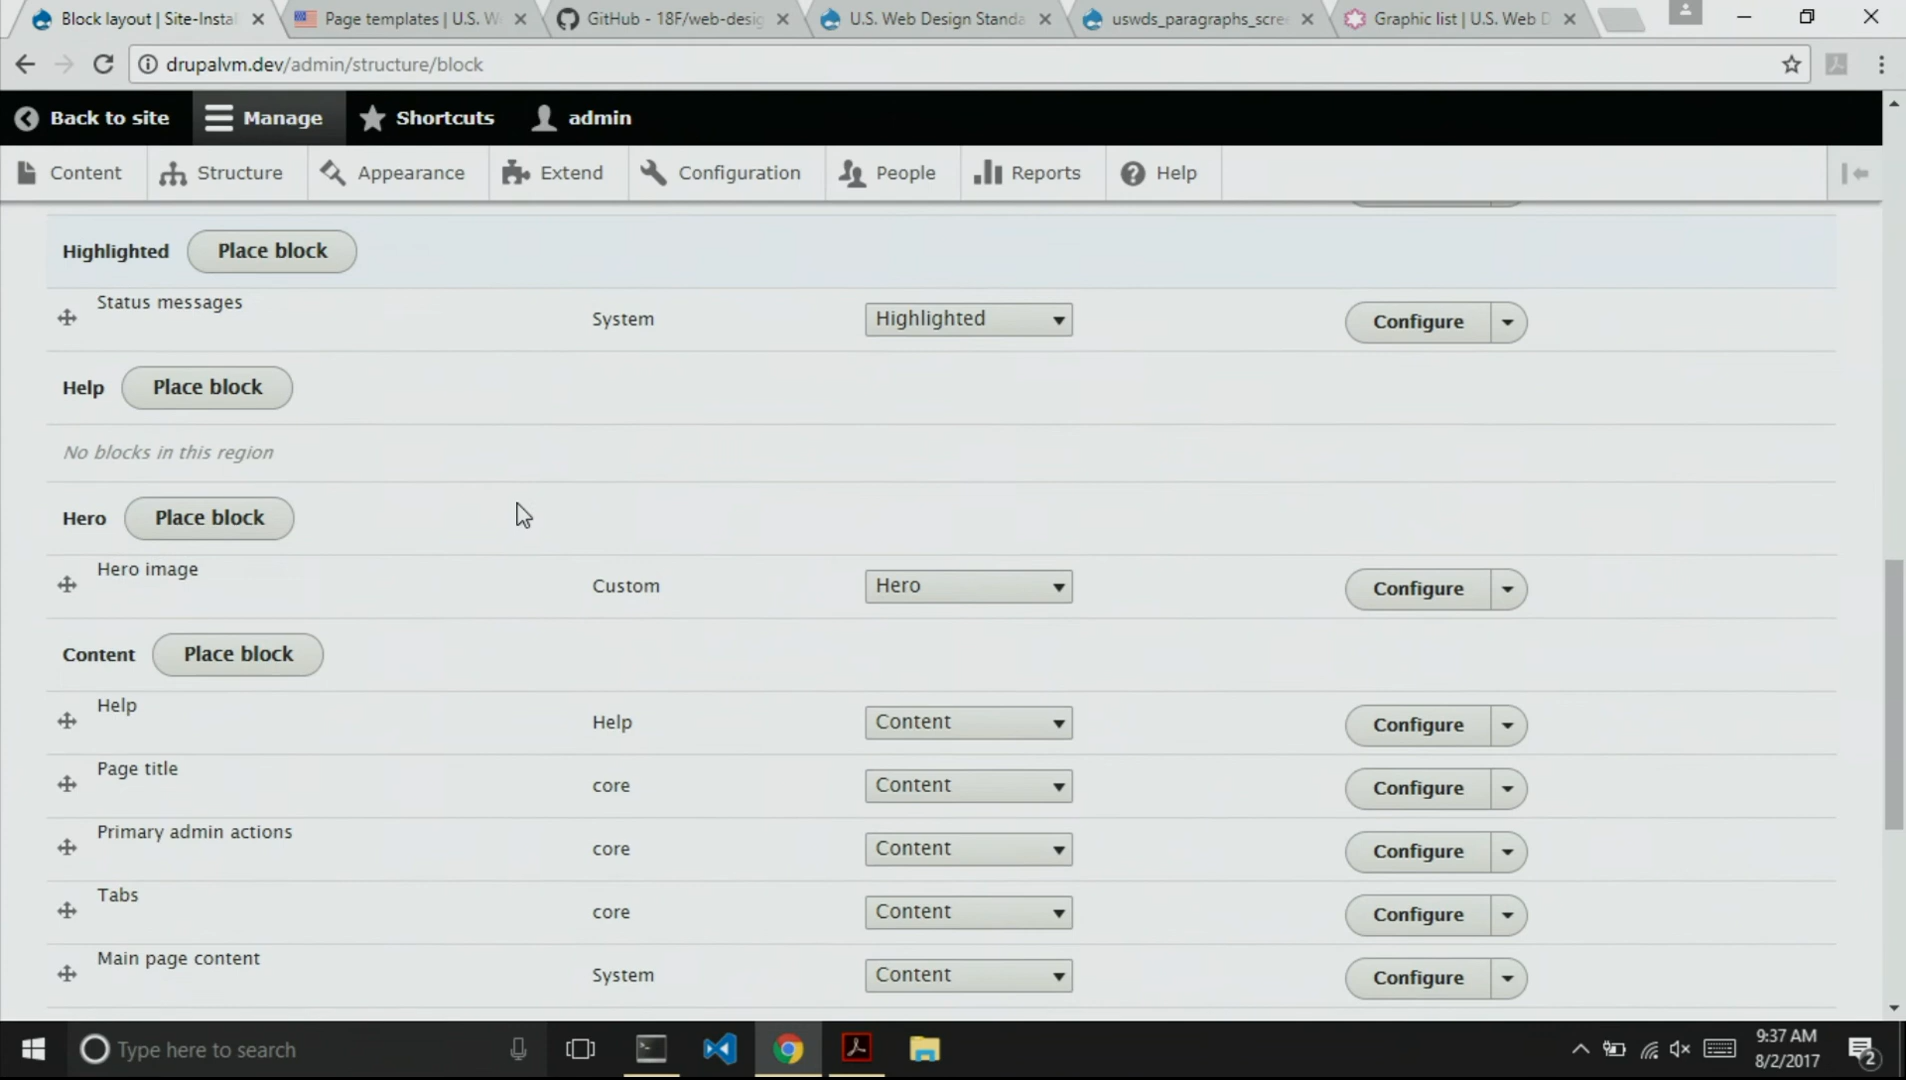 Block layout | Site-Instal
Page templates | U.S. W
GitHub - 18F/web-desig
U.S. Web Design Standa
uswds_paragraphs_scre
Graphic list | U.S. Web D
drupalvm.dev/admin/structure/block
Back to site
Manage
Shortcuts
admin
Content
Structure
Appearance
Extend
Configuration
People
Reports
Help
Highlighted
Place block
Status messages
System
Highlighted
Configure
Help
Place block
No blocks in this region
Hero
Place block
Hero image
Custom
Hero
Configure
Content
Place block
Help
Help
Content
Configure
Page title
core
Content
Configure
Primary admin actions
core
Content
Configure
Tabs
core
Content
Configure
Main page content
System
Content
Configure
Type here to search
9:37 AM
8/2/2017
2